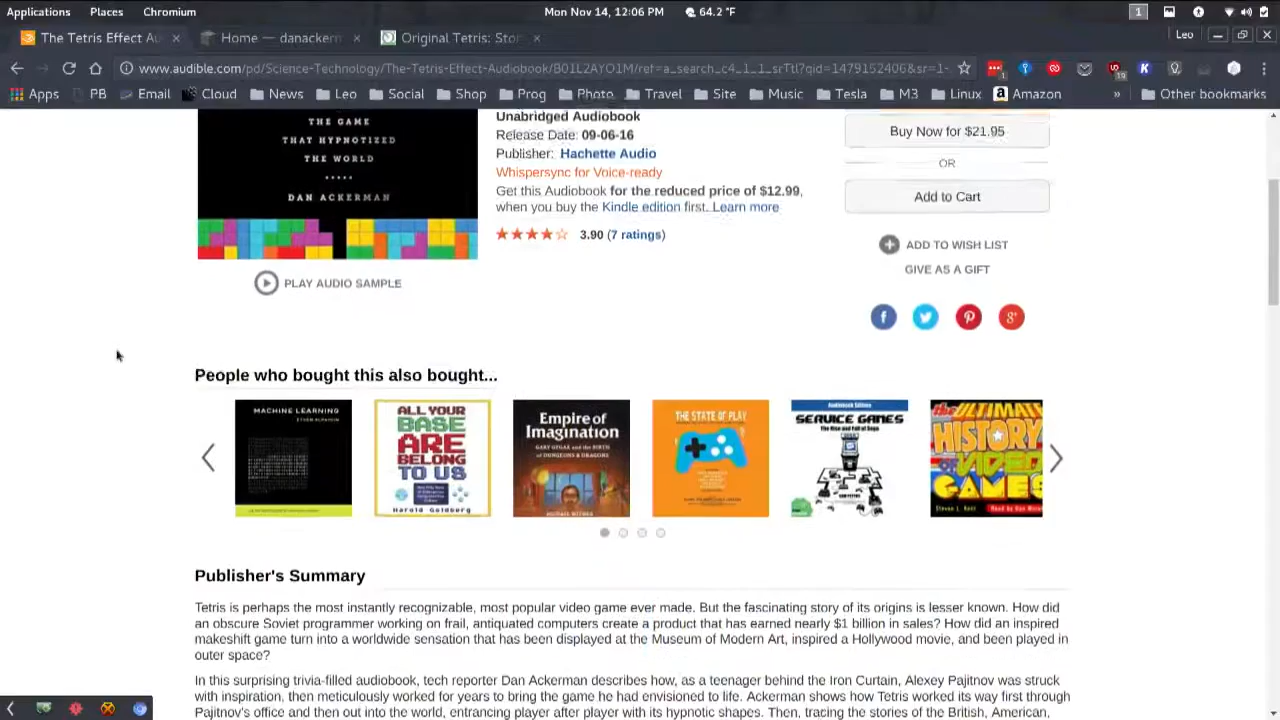 Applications Places Chromium Mon Nov 14, 12:06 PM 64.2 °F 1
The Tetris Effect Au Home — danackerm Original Tetris: Stor Leo
www.audible.com/pd/Science-Technology/The-Tetris-Effect-Audiobook/B01L2AYO1M/ref=a_search_c4_1_1_srTtl?qid=1479152406&sr=1-
Apps PB Email Cloud News Leo Social Shop Prog Photo Travel Site Music Tesla M3 Linux Amazon » Other bookmarks
THE GAME
THAT HYPNOTIZED
THE WORLD
DAN ACKERMAN
PLAY AUDIO SAMPLE
Unabridged Audiobook
Release Date: 09-06-16
Publisher: Hachette Audio
Whispersync for Voice-ready
Get this Audiobook for the reduced price of $12.99,
when you buy the Kindle edition first. Learn more
3.90 (7 ratings)
Buy Now for $21.95
OR
Add to Cart
ADD TO WISH LIST
GIVE AS A GIFT
People who bought this also bought...
MACHINE LEARNING
ALL YOUR
BASE
ARE
BELONG
TO US
Harold Goldberg
Empire of
Imagination
GARY GYGAX and the BIRTH
of DUNGEONS & DRAGONS
THE STATE OF PLAY
Audiobook Edition
SERVICE GAMES
The Rise and Fall of Sega
the ULTIMATE
HISTORY
VIDEO
GAMES
Steven L. Kent
Publisher's Summary
Tetris is perhaps the most instantly recognizable, most popular video game ever made. But the fascinating story of its origins is lesser known. How did
an obscure Soviet programmer working on frail, antiquated computers create a product that has earned nearly $1 billion in sales? How did an inspired
makeshift game turn into a worldwide sensation that has been displayed at the Museum of Modern Art, inspired a Hollywood movie, and been played in
outer space?
In this surprising trivia-filled audiobook, tech reporter Dan Ackerman describes how, as a teenager behind the Iron Curtain, Alexey Pajitnov was struck
with inspiration, then meticulously worked for years to bring the game he had envisioned to life. Ackerman shows how Tetris worked its way first through
Pajitnov's office and then out into the world, entrancing player after player with its hypnotic shapes. Then, tracing the stories of the British, American,